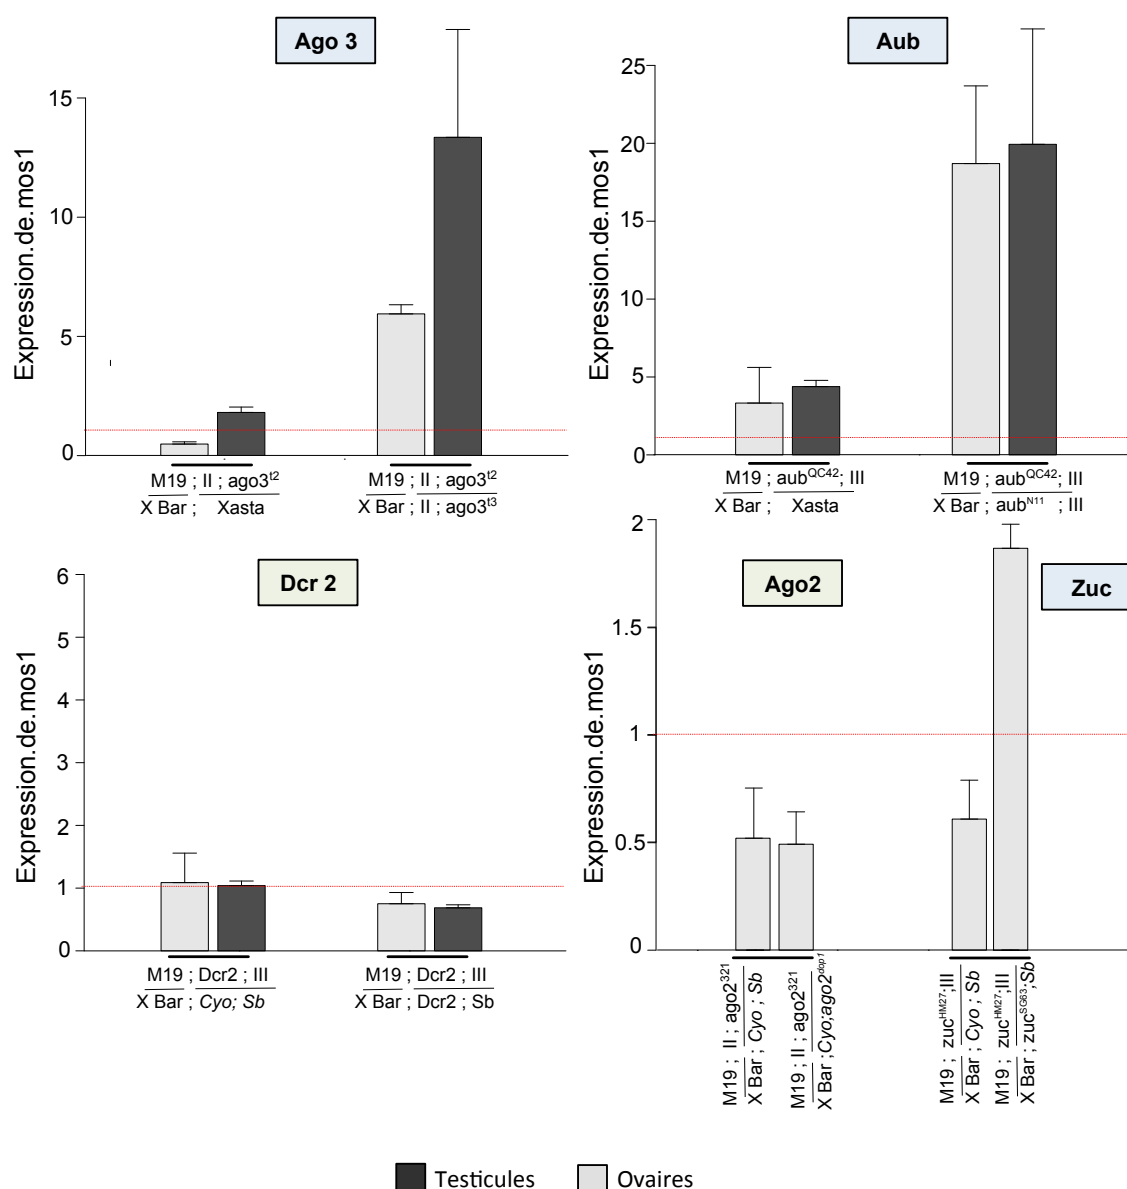 Ago 3
Expression.de.mos1
15
10
5
0
M19 ; II ; ago3t2
X Bar ; Xasta
M19 ; II ; ago3t2
X Bar ; II ; ago3t3
Aub
Expression.de.mos1
25
20
15
10
5
0
M19 ; aubQC42; III
X Bar ; Xasta
M19 ; aubQC42; III
X Bar ; aubN11 ; III
Dcr 2
Expression.de.mos1
6
5
4
3
2
1
0
M19 ; Dcr2 ; III
X Bar ; Cyo; Sb
M19 ; Dcr2 ; III
X Bar ; Dcr2 ; Sb
Ago2
Zuc
Expression.de.mos1
2
1.5
1
0.5
0
M19 ; II ; ago2321
X Bar ; Cyo ; Sb
M19 ; II ; ago2321
X Bar ; Cyo;ago2dop1
M19 ; zucHM27;III
X Bar ; Cyo ; Sb
M19 ; zucHM27;III
X Bar ; zucSG63;Sb
Testicules
Ovaires